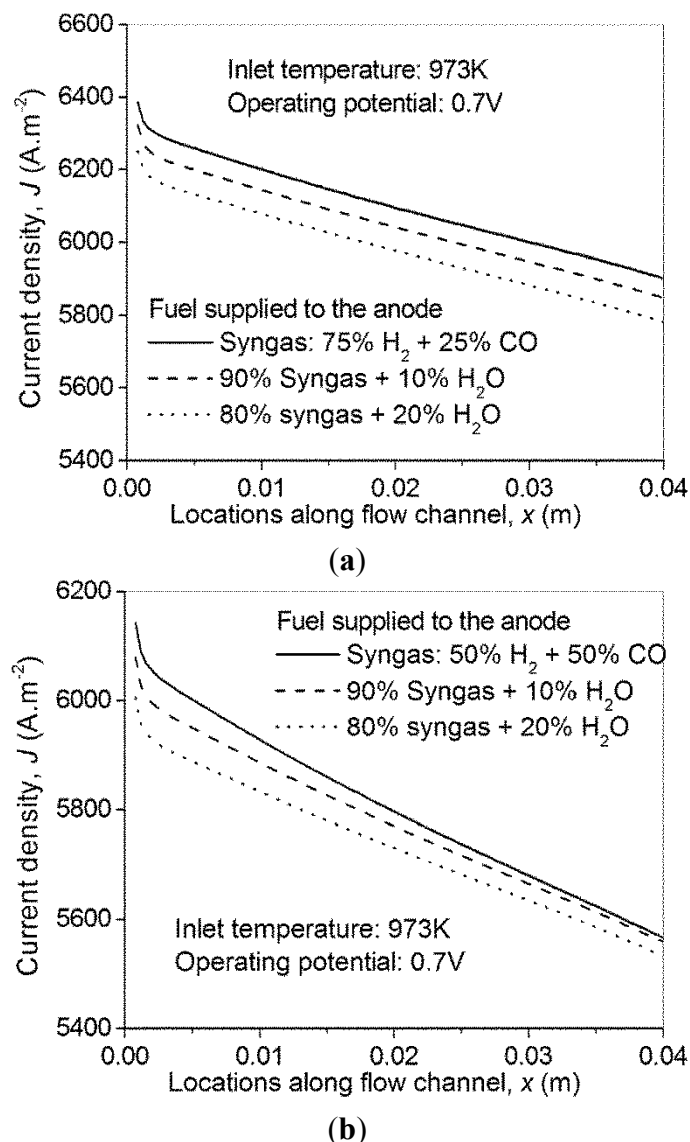 6600
6400
6200
6000
5800
5600
5400
Current density, J (A.m⁻²)
Inlet temperature: 973K
Operating potential: 0.7V
Fuel supplied to the anode
Syngas: 75% H₂ + 25% CO
90% Syngas + 10% H₂O
80% syngas + 20% H₂O
0.00 0.01 0.02 0.03 0.04
Locations along flow channel, x (m)
(a)
6200
6000
5800
5600
5400
Current density, J (A.m⁻²)
Fuel supplied to the anode
Syngas: 50% H₂ + 50% CO
90% Syngas + 10% H₂O
80% syngas + 20% H₂O
Inlet temperature: 973K
Operating potential: 0.7V
0.00 0.01 0.02 0.03 0.04
Locations along flow channel, x (m)
(b)